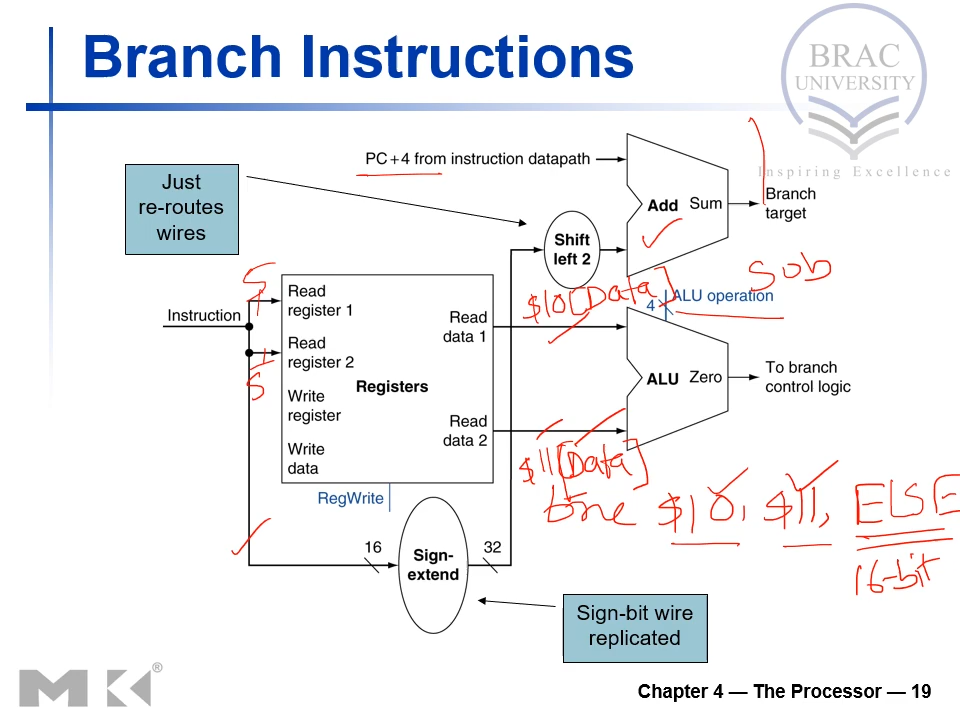 Branch Instructions
BRAC
UNIVERSITY
Inspiring Excellence
PC+4 from instruction datapath
Just
re-routes
wires
Add Sum
Branch
target
Shift
left 2
Sub
5
$10[Data]
4
ALU operation
Instruction
Read
register 1
Read
data 1
Read
register 2
5
Registers
ALU Zero
To branch
control logic
Write
register
Read
data 2
Write
data
$11[Data]
RegWrite
bne $10, $11, ELSE
16-bit
16
Sign-
extend
32
Sign-bit wire
replicated
MK®
Chapter 4 — The Processor — 19